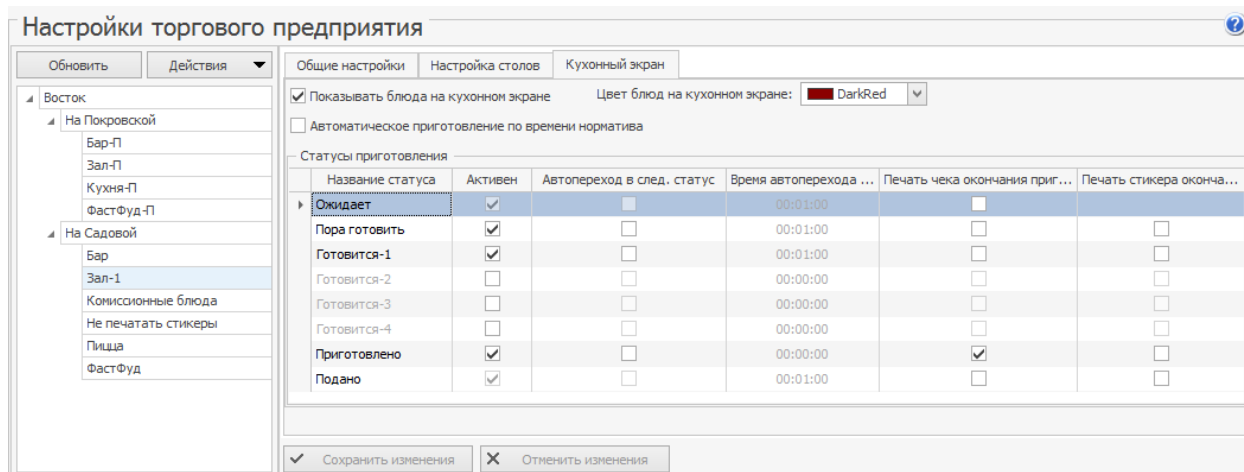 Настройки торгового предприятия
Обновить Действия
Восток
На Покровской
Бар-П
Зал-П
Кухня-П
ФастФуд-П
На Садовой
Бар
Зал-1
Комиссионные блюда
Не печатать стикеры
Пицца
ФастФуд
Общие настройки Настройка столов Кухонный экран
Показывать блюда на кухонном экране Цвет блюд на кухонном экране: DarkRed
Автоматическое приготовление по времени норматива
Статусы приготовления
Название статуса Активен Автопереход в след. статус Время автоперехода ... Печать чека окончания приг... Печать стикера оконча...
Ожидает 00:01:00
Пора готовить 00:01:00
Готовится-1 00:01:00
Готовится-2 00:00:00
Готовится-3 00:00:00
Готовится-4 00:00:00
Приготовлено 00:00:00
Подано 00:01:00
Сохранить изменения Отменить изменения